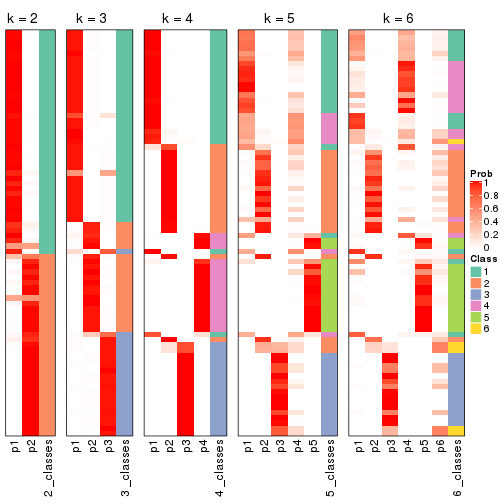 k = 2
k = 3
k = 4
k = 5
k = 6
Prob
1
0.8
0.6
0.4
0.2
0
Class
1
2
3
4
5
6
p1
p2
2_classes
p1
p2
p3
3_classes
p1
p2
p3
p4
4_classes
p1
p2
p3
p4
p5
5_classes
p1
p2
p3
p4
p5
p6
6_classes